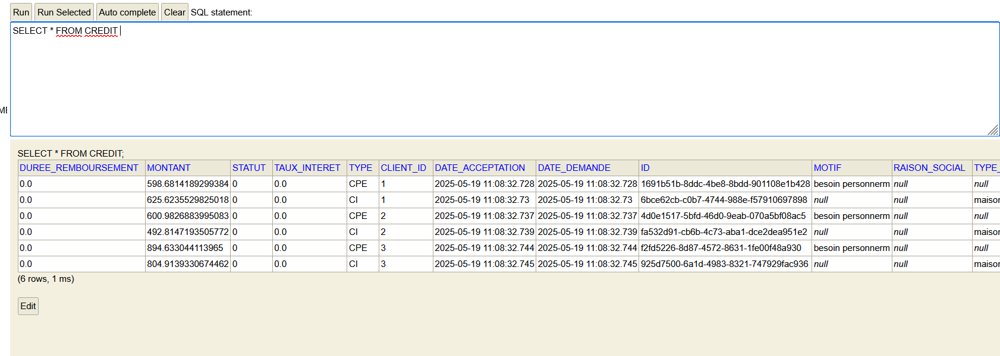 Run Run Selected Auto complete Clear SQL statement:
SELECT * FROM CREDIT
SELECT * FROM CREDIT;
DUREE_REMBOURSEMENT MONTANT STATUT TAUX_INTERET TYPE CLIENT_ID DATE_ACCEPTATION DATE_DEMANDE ID MOTIF RAISON_SOCIAL TYPE_
0.0 598.6814189299384 0 0.0 CPE 1 2025-05-19 11:08:32.728 2025-05-19 11:08:32.728 1691b51b-8ddc-4be8-8bdd-901108e1b428 besoin personnerm null null
0.0 625.6235529825018 0 0.0 CI 1 2025-05-19 11:08:32.73 2025-05-19 11:08:32.73 6bce62cb-c0b7-4744-988e-f57910697898 null null maison
0.0 600.9826883995083 0 0.0 CPE 2 2025-05-19 11:08:32.737 2025-05-19 11:08:32.737 4d0e1517-5bfd-46d0-9eab-070a5bf08ac5 besoin personnerm null null
0.0 492.8147193505772 0 0.0 CI 2 2025-05-19 11:08:32.739 2025-05-19 11:08:32.739 fa532d91-cb6b-4c73-aba1-dce2dea951e2 null null maison
0.0 894.633044113965 0 0.0 CPE 3 2025-05-19 11:08:32.744 2025-05-19 11:08:32.744 f2fd5226-8d87-4572-8631-1fe00f48a930 besoin personnerm null null
0.0 804.9139330674462 0 0.0 CI 3 2025-05-19 11:08:32.745 2025-05-19 11:08:32.745 925d7500-6a1d-4983-8321-747929fac936 null null maison
(6 rows, 1 ms)
Edit